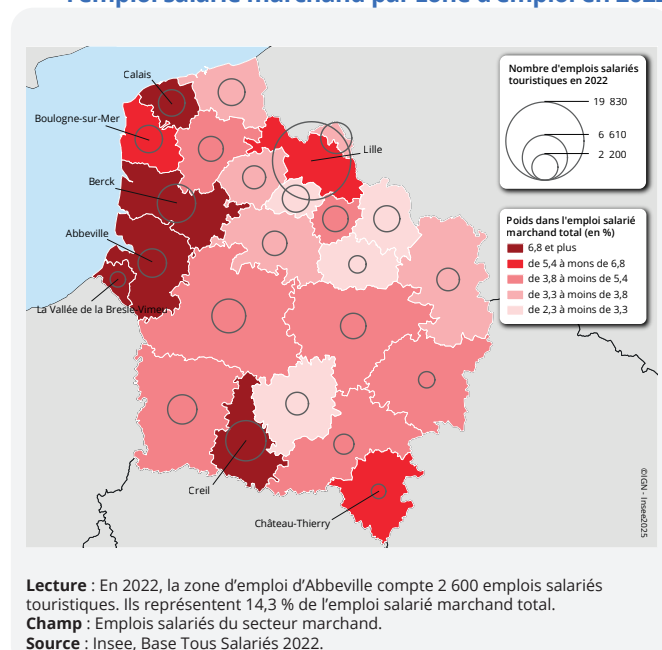 l'emploi salarié marchand par zone d'emploi en 2022
Calais
Boulogne-sur-Mer
Lille
Berck
Abbeville
La Vallée de la Bresle-Vimeu
Creil
Château-Thierry
Nombre d'emplois salariés
touristiques en 2022
19 830
6 610
2 200
Poids dans l'emploi salarié
marchand total (en %)
6,8 et plus
de 5,4 à moins de 6,8
de 3,8 à moins de 5,4
de 3,3 à moins de 3,8
de 2,3 à moins de 3,3
©IGN - Insee2025
Lecture : En 2022, la zone d'emploi d'Abbeville compte 2 600 emplois salariés
touristiques. Ils représentent 14,3 % de l'emploi salarié marchand total.
Champ : Emplois salariés du secteur marchand.
Source : Insee, Base Tous Salariés 2022.